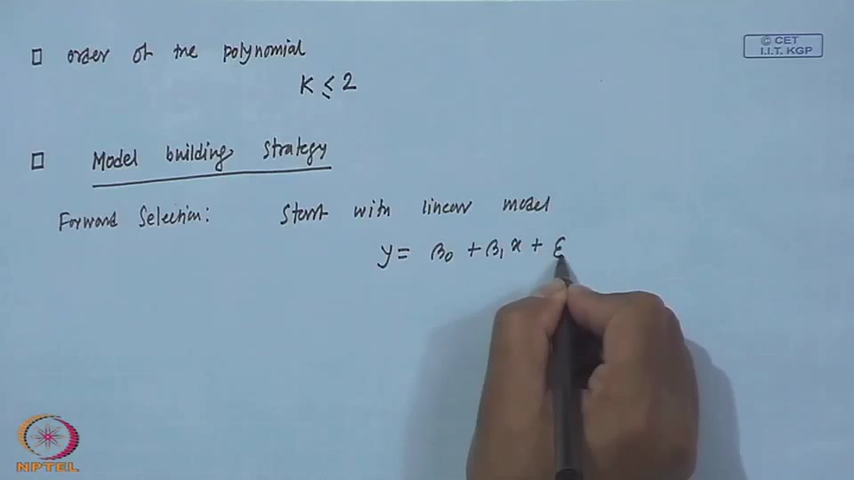 © CET
I.I.T. KGP
□ order of the polynomial
K ≤ 2
□ Model building strategy
Forward Selection: Start with linear model
y = β₀ + β₁x + ε
NPTEL